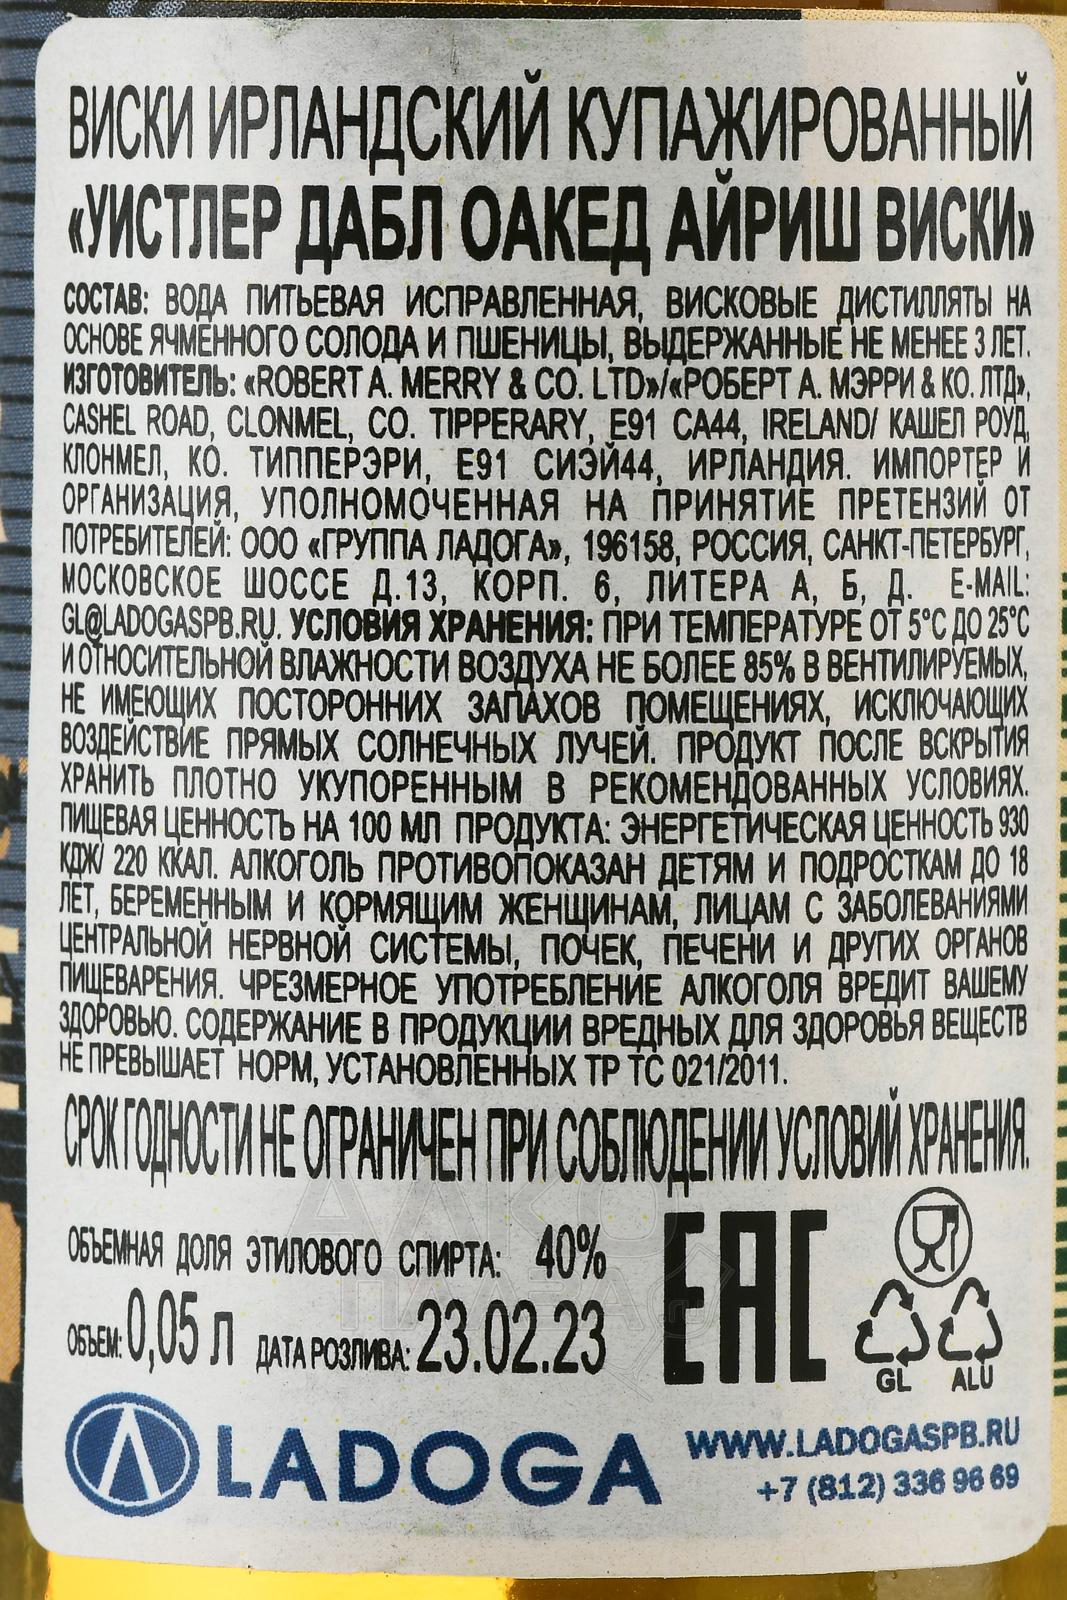 ВИСКИ ИРЛАНДСКИЙ КУПАЖИРОВАННЫЙ
«УИСТЛЕР ДАБЛ ОАКЕД АЙРИШ ВИСКИ»
СОСТАВ: ВОДА ПИТЬЕВАЯ ИСПРАВЛЕННАЯ, ВИСКОВЫЕ ДИСТИЛЛЯТЫ НА
ОСНОВЕ ЯЧМЕННОГО СОЛОДА И ПШЕНИЦЫ, ВЫДЕРЖАННЫЕ НЕ МЕНЕЕ 3 ЛЕТ.
ИЗГОТОВИТЕЛЬ: «ROBERT A. MERRY & CO. LTD»/«РОБЕРТ А. МЭРРИ & КО. ЛТД»,
CASHEL ROAD, CLONMEL, CO. TIPPERARY, E91 CA44, IRELAND/ КАШЕЛ РОУД,
КЛОНМЕЛ, КО. ТИППЕРЭРИ, Е91 СИЭЙ44, ИРЛАНДИЯ. ИМПОРТЕР И
ОРГАНИЗАЦИЯ, УПОЛНОМОЧЕННАЯ НА ПРИНЯТИЕ ПРЕТЕНЗИЙ ОТ
ПОТРЕБИТЕЛЕЙ: ООО «ГРУППА ЛАДОГА», 196158, РОССИЯ, САНКТ-ПЕТЕРБУРГ,
МОСКОВСКОЕ ШОССЕ Д.13, КОРП. 6, ЛИТЕРА А, Б, Д. E-MAIL:
GL@LADOGASPB.RU. УСЛОВИЯ ХРАНЕНИЯ: ПРИ ТЕМПЕРАТУРЕ ОТ 5°С ДО 25°С
И ОТНОСИТЕЛЬНОЙ ВЛАЖНОСТИ ВОЗДУХА НЕ БОЛЕЕ 85% В ВЕНТИЛИРУЕМЫХ,
НЕ ИМЕЮЩИХ ПОСТОРОННИХ ЗАПАХОВ ПОМЕЩЕНИЯХ, ИСКЛЮЧАЮЩИХ
ВОЗДЕЙСТВИЕ ПРЯМЫХ СОЛНЕЧНЫХ ЛУЧЕЙ. ПРОДУКТ ПОСЛЕ ВСКРЫТИЯ
ХРАНИТЬ ПЛОТНО УКУПОРЕННЫМ В РЕКОМЕНДОВАННЫХ УСЛОВИЯХ.
ПИЩЕВАЯ ЦЕННОСТЬ НА 100 МЛ ПРОДУКТА: ЭНЕРГЕТИЧЕСКАЯ ЦЕННОСТЬ 930
КДЖ/ 220 ККАЛ. АЛКОГОЛЬ ПРОТИВОПОКАЗАН ДЕТЯМ И ПОДРОСТКАМ ДО 18
ЛЕТ, БЕРЕМЕННЫМ И КОРМЯЩИМ ЖЕНЩИНАМ, ЛИЦАМ С ЗАБОЛЕВАНИЯМИ
ЦЕНТРАЛЬНОЙ НЕРВНОЙ СИСТЕМЫ, ПОЧЕК, ПЕЧЕНИ И ДРУГИХ ОРГАНОВ
ПИЩЕВАРЕНИЯ. ЧРЕЗМЕРНОЕ УПОТРЕБЛЕНИЕ АЛКОГОЛЯ ВРЕДИТ ВАШЕМУ
ЗДОРОВЬЮ. СОДЕРЖАНИЕ В ПРОДУКЦИИ ВРЕДНЫХ ДЛЯ ЗДОРОВЬЯ ВЕЩЕСТВ
НЕ ПРЕВЫШАЕТ НОРМ, УСТАНОВЛЕННЫХ ТР ТС 021/2011.
СРОК ГОДНОСТИ НЕ ОГРАНИЧЕН ПРИ СОБЛЮДЕНИИ УСЛОВИЙ ХРАНЕНИЯ.
ОБЪЕМНАЯ ДОЛЯ ЭТИЛОВОГО СПИРТА: 40%
ОБЪЕМ: 0,05 Л ДАТА РОЗЛИВА: 23.02.23
EAC
GL ALU
LADOGA
WWW.LADOGASPB.RU
+7 (812) 336 96 69
АЛКО
ПЛАЗА